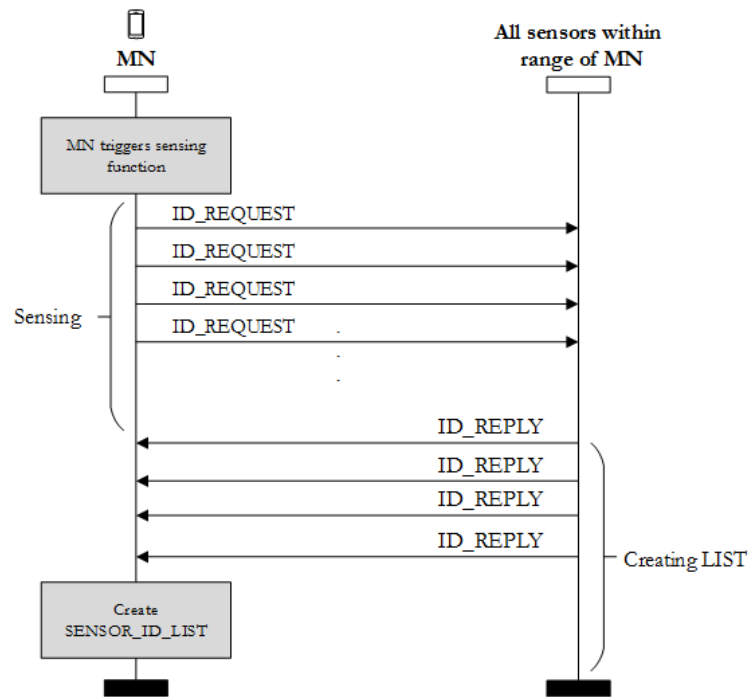 MN
All sensors within
range of MN
MN triggers sensing
function
ID_REQUEST
ID_REQUEST
ID_REQUEST
Sensing
ID_REQUEST
ID_REPLY
ID_REPLY
ID_REPLY
ID_REPLY
Creating LIST
Create
SENSOR_ID_LIST